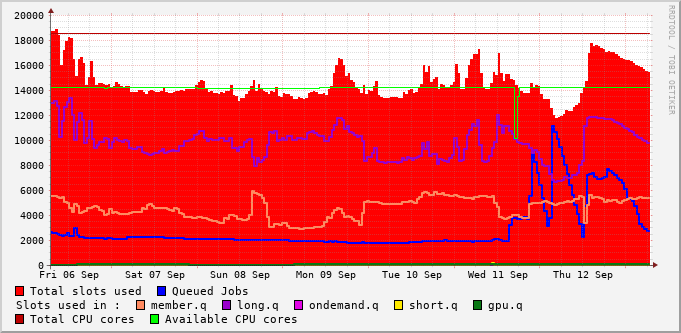 20000
18000
16000
14000
12000
10000
8000
6000
4000
2000
0
Fri 06 Sep Sat 07 Sep Sun 08 Sep Mon 09 Sep Tue 10 Sep Wed 11 Sep Thu 12 Sep
Total slots used Queued Jobs
Slots used in : member.q long.q ondemand.q short.q gpu.q
Total CPU cores Available CPU cores
RRDTOOL / TOBI OETIKER